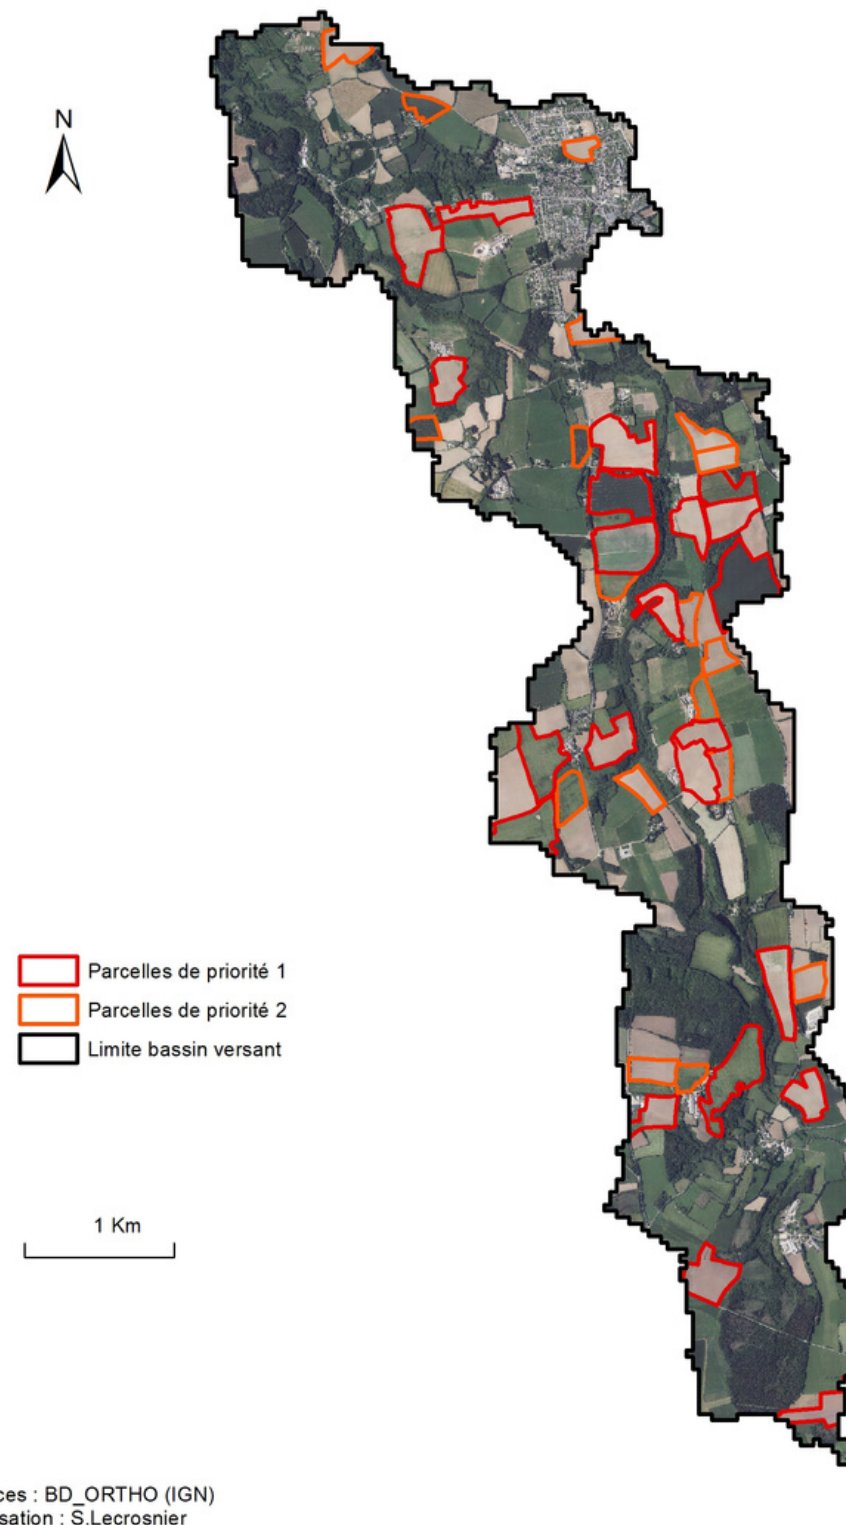 N
Parcelles de priorité 1
Parcelles de priorité 2
Limite bassin versant
1 Km
ces : BD_ORTHO (IGN)
sation : S.Lecrosnier